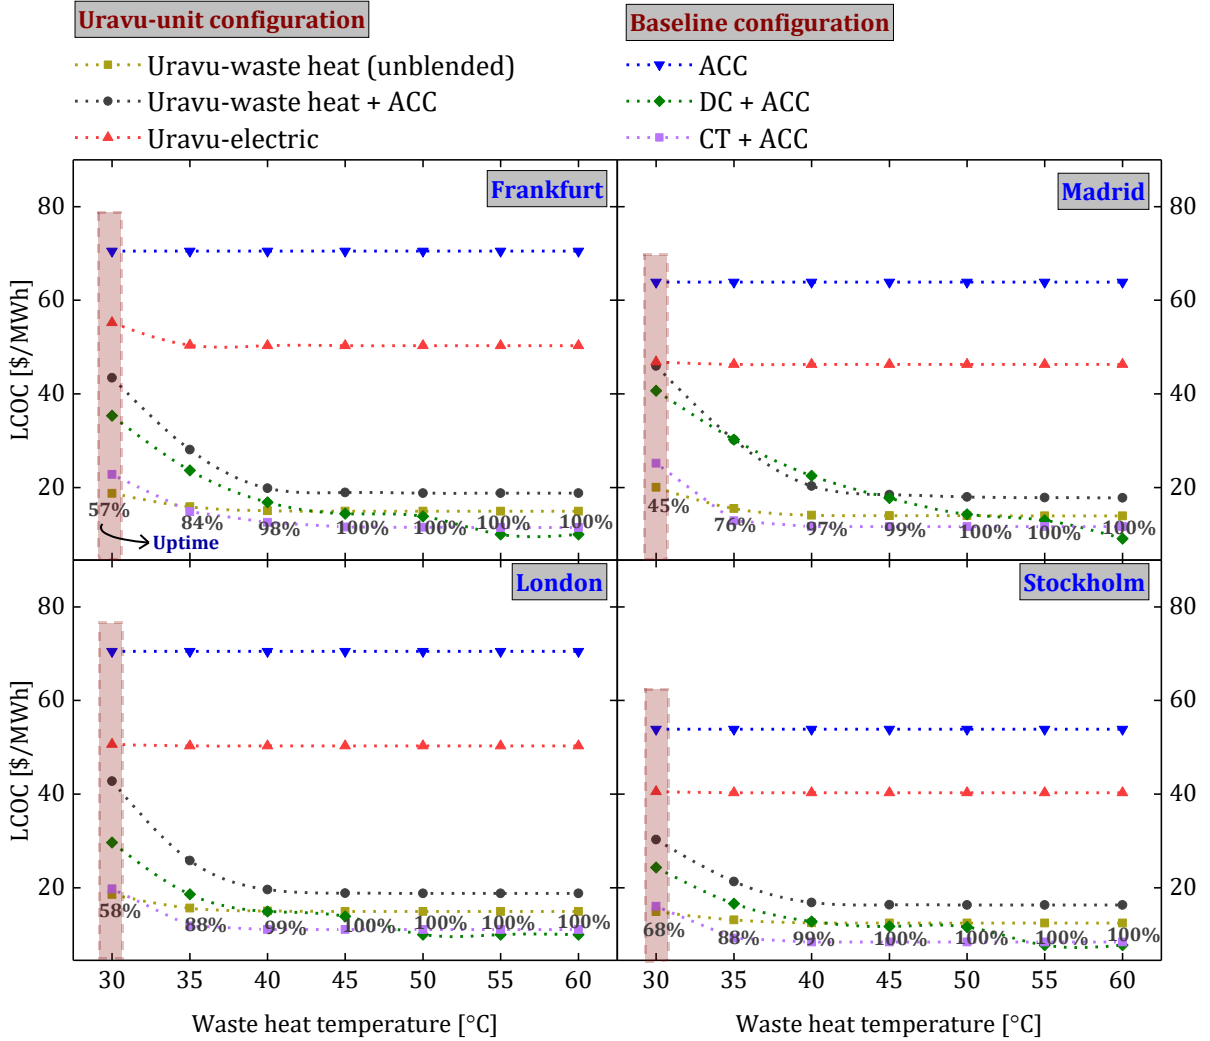 Uravu-unit configuration
Baseline configuration
Uravu-waste heat (unblended)
ACC
Uravu-waste heat + ACC
DC + ACC
Uravu-electric
CT + ACC
Frankfurt
Madrid
80
60
40
20
LCOC [$/MWh]
57%
84%
98%
100%
100%
100%
100%
Uptime
45%
76%
97%
99%
100%
100%
100%
80
60
40
20
London
Stockholm
80
60
40
20
LCOC [$/MWh]
58%
88%
99%
100%
100%
100%
100%
68%
88%
99%
100%
100%
100%
100%
80
60
40
20
30 35 40 45 50 55 60
30 35 40 45 50 55 60
Waste heat temperature [°C]
Waste heat temperature [°C]